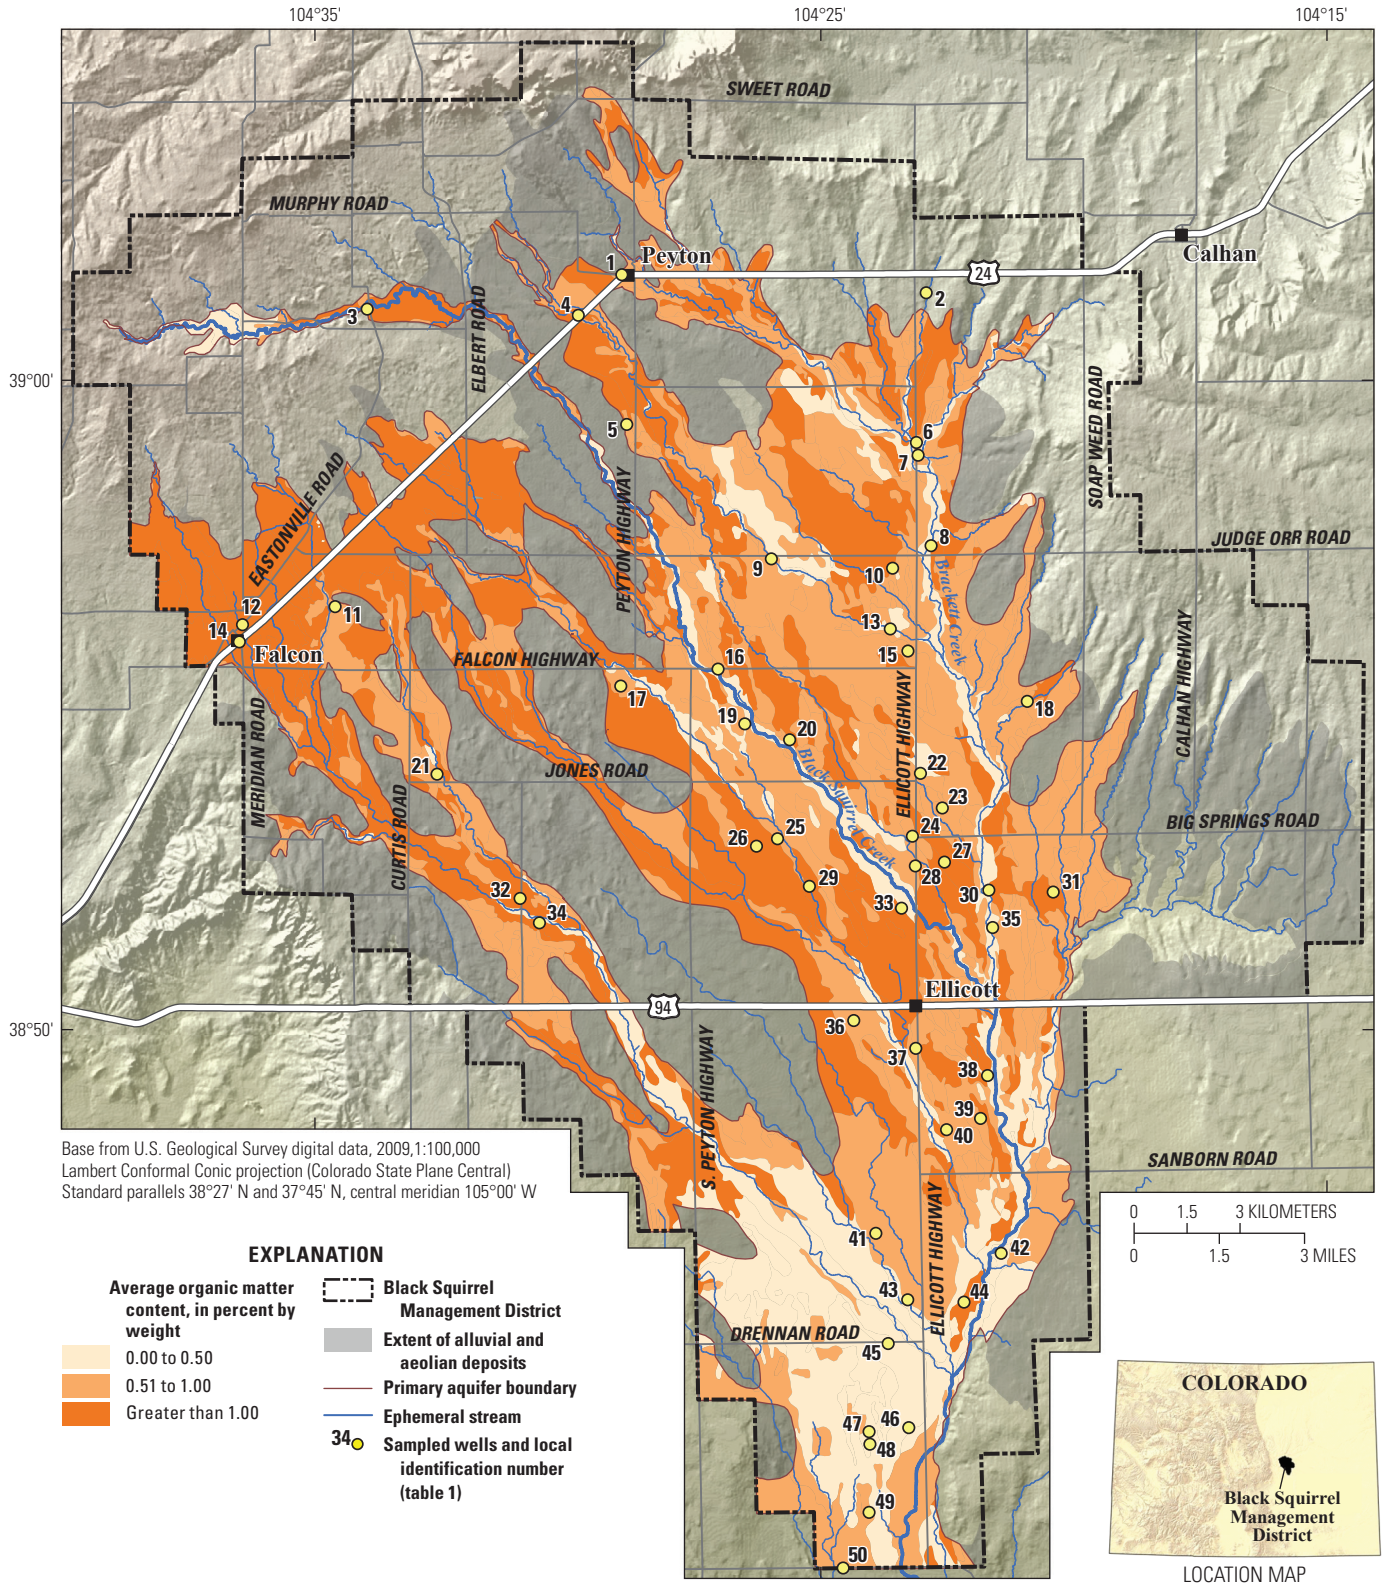 104°35'
104°25'
104°15'
SWEET ROAD
MURPHY ROAD
Peyton
Calhan
24
1
2
3
4
ELBERT ROAD
39°00'
SOAP WEED ROAD
5
6
7
EASTONVILLE ROAD
PEYTON HIGHWAY
8
JUDGE ORR ROAD
9
10
Brackett Creek
11
12
13
14
Falcon
15
FALCON HIGHWAY
16
17
18
CALHAN HIGHWAY
19
20
MERIDIAN ROAD
ELLICOTT HIGHWAY
21
JONES ROAD
Black Squirrel Creek
22
23
CURTIS ROAD
24
BIG SPRINGS ROAD
25
26
27
28
29
30
31
32
33
34
35
Ellicott
94
38°50'
36
37
38
S. PEYTON HIGHWAY
39
40
SANBORN ROAD
41
42
ELLICOTT HIGHWAY
43
44
DRENNAN ROAD
45
46
47
48
49
50
Base from U.S. Geological Survey digital data, 2009,1:100,000
Lambert Conformal Conic projection (Colorado State Plane Central)
Standard parallels 38°27' N and 37°45' N, central meridian 105°00' W
0 1.5 3 KILOMETERS
0 1.5 3 MILES
EXPLANATION
Average organic matter
content, in percent by
weight
0.00 to 0.50
0.51 to 1.00
Greater than 1.00
Black Squirrel
Management District
Extent of alluvial and
aeolian deposits
Primary aquifer boundary
Ephemeral stream
34
Sampled wells and local
identification number
(table 1)
COLORADO
Black Squirrel
Management
District
LOCATION MAP